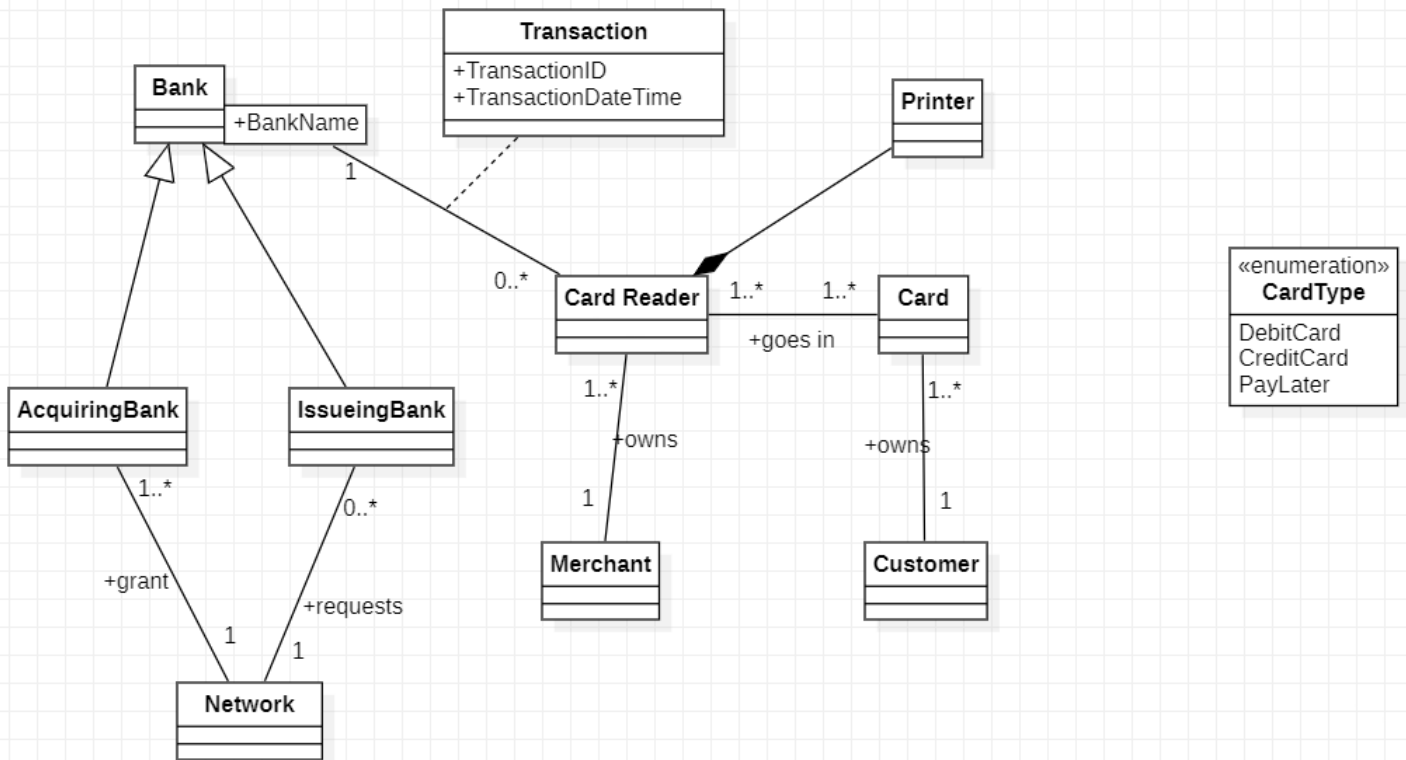 Transaction
+TransactionID
+TransactionDateTime
Bank
+BankName
Printer
1
0..*
«enumeration»
CardType
DebitCard
CreditCard
PayLater
Card Reader
1..*
1..*
Card
+goes in
AcquiringBank
IssueingBank
1..*
+owns
1
1..*
+owns
1
1..*
0..*
Merchant
Customer
+grant
+requests
1
1
Network